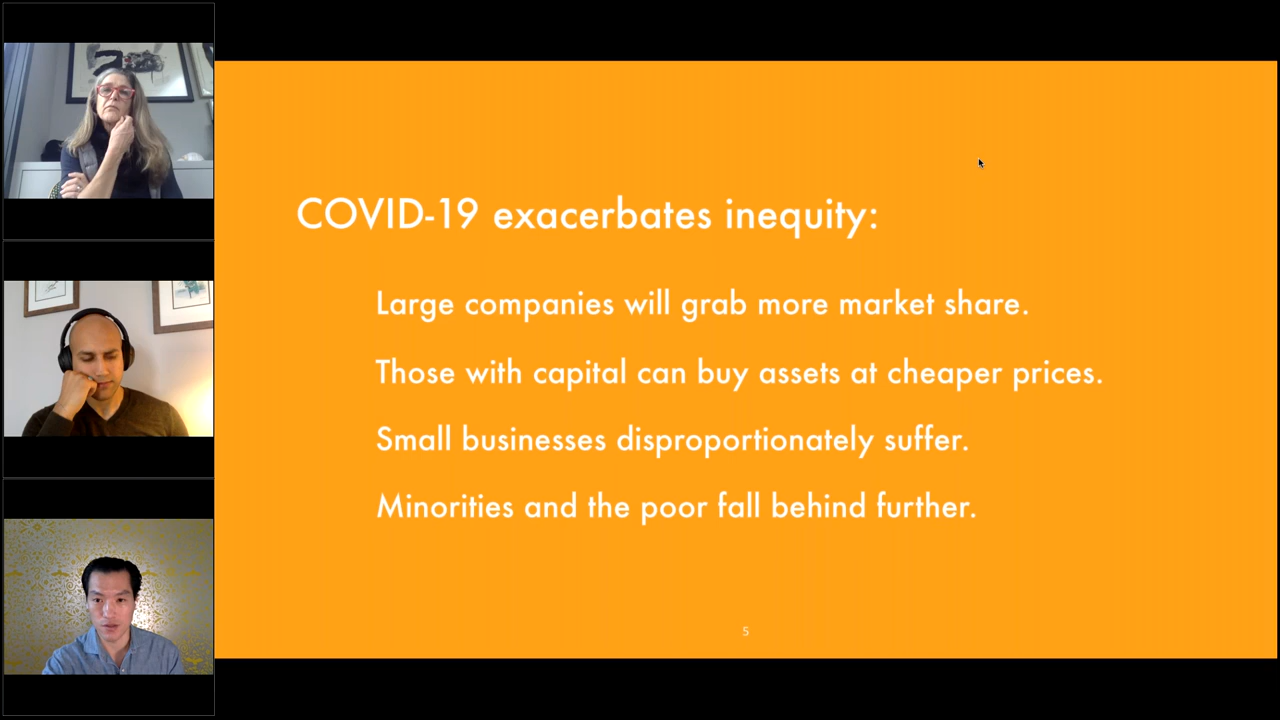 COVID-19 exacerbates inequity:
Large companies will grab more market share.
Those with capital can buy assets at cheaper prices.
Small businesses disproportionately suffer.
Minorities and the poor fall behind further.
5